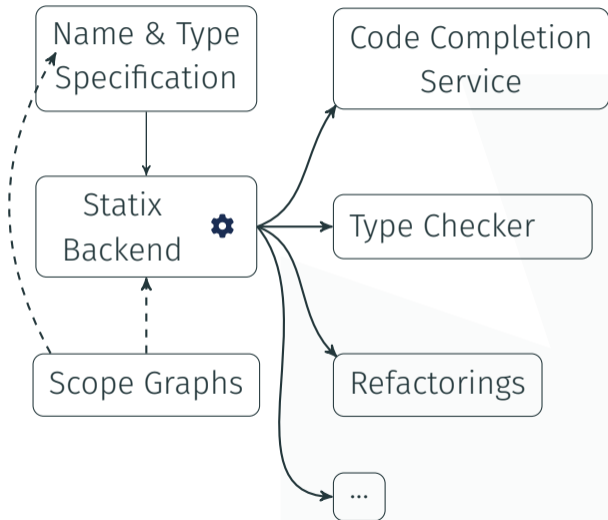 Name & Type
Specification
Code Completion
Service
Statix
Backend
Type Checker
Scope Graphs
Refactorings
...